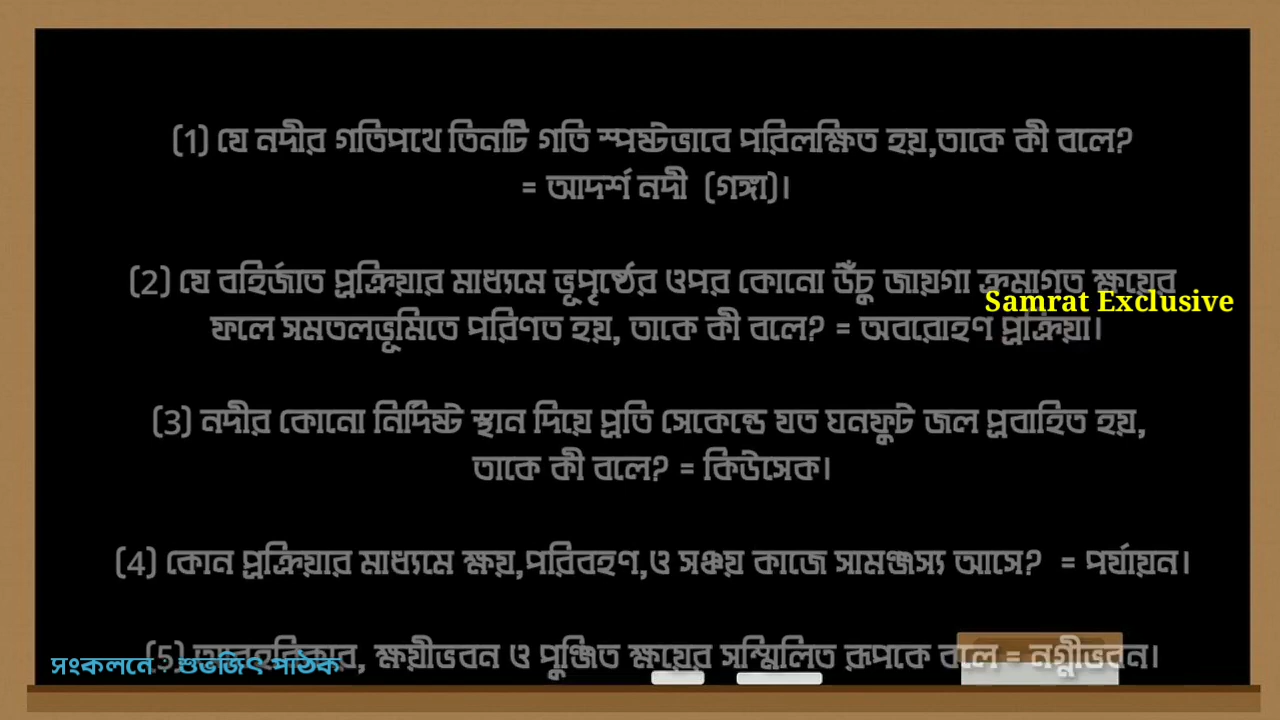 (1) যে নদীর গতিপথে তিনটি গতি স্পষ্টভাবে পরিলক্ষিত হয়,তাকে কী বলে?
= আদর্শ নদী (গঙ্গা)।
(2) যে বহির্জাত প্রক্রিয়ার মাধ্যমে ভূপৃষ্ঠের ওপর কোনো উঁচু জায়গা ক্রমাগত ক্ষয়ের
Samrat Exclusive
ফলে সমতলভূমিতে পরিণত হয়, তাকে কী বলে? = অবরোহণ প্রক্রিয়া।
(3) নদীর কোনো নির্দিষ্ট স্থান দিয়ে প্রতি সেকেন্ডে যত ঘনফুট জল প্রবাহিত হয়,
তাকে কী বলে? = কিউসেক।
(4) কোন প্রক্রিয়ার মাধ্যমে ক্ষয়,পরিবহণ,ও সঞ্চয় কাজে সামঞ্জস্য আসে? = পর্যায়ন।
(5) ক্ষয়ীভবন ও পুঞ্জিত ক্ষয়ের সম্মিলিত রূপকে বলে = নগ্নীভবন।
সংকলনে : শুভজিৎ পাঠক